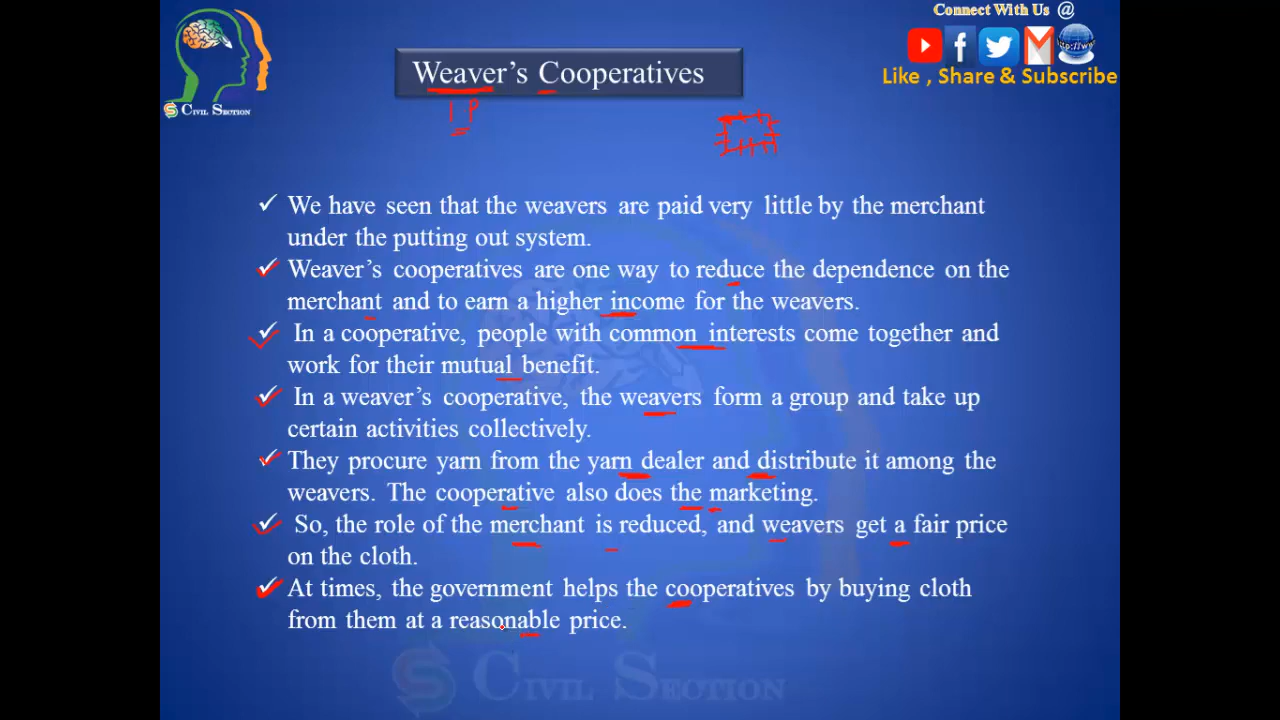 Connect With Us @
http://ww
Like , Share & Subscribe
CIVIL SECTION
Weaver's Cooperatives
1 P
✓ We have seen that the weavers are paid very little by the merchant
under the putting out system.
✓ Weaver's cooperatives are one way to reduce the dependence on the
merchant and to earn a higher income for the weavers.
✓ In a cooperative, people with common interests come together and
work for their mutual benefit.
✓ In a weaver's cooperative, the weavers form a group and take up
certain activities collectively.
✓ They procure yarn from the yarn dealer and distribute it among the
weavers. The cooperative also does the marketing.
✓ So, the role of the merchant is reduced, and weavers get a fair price
on the cloth.
✓ At times, the government helps the cooperatives by buying cloth
from them at a reasonable price.
CIVIL SECTION